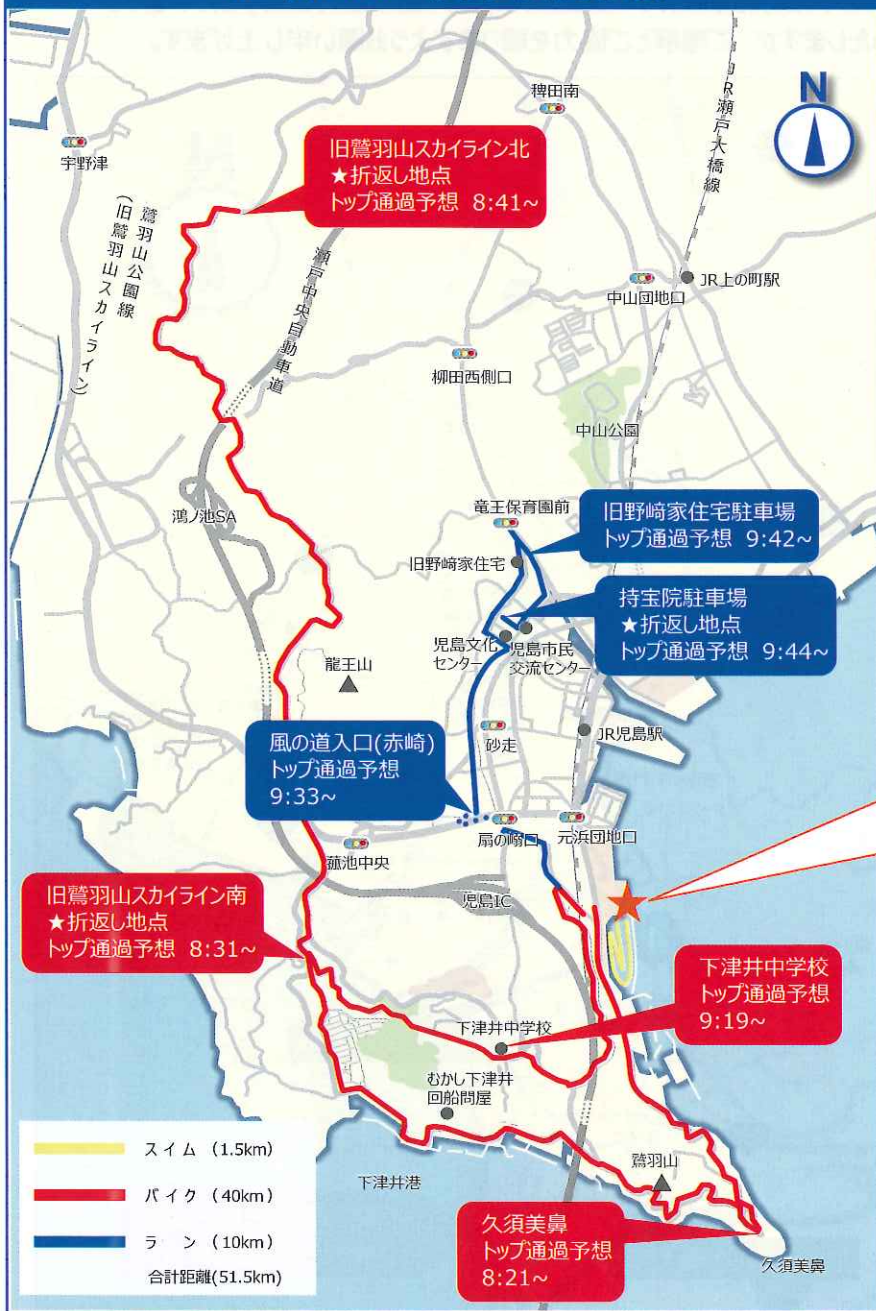 N
稗田南
JR瀬戸大橋線
宇野津
旧鷲羽山スカイライン北
★折返し地点
トップ通過予想 8:41~
鷲羽山公園線
(旧鷲羽山スカイライン)
瀬戸中央自動車道
中山団地口
JR上の町駅
柳田西側口
中山公園
鴻ノ池SA
竜王保育園前
旧野﨑家住宅駐車場
トップ通過予想 9:42~
旧野﨑家住宅
持宝院駐車場
★折返し地点
トップ通過予想 9:44~
児島文化
センター
児島市民
交流センター
龍王山
風の道入口(赤崎)
トップ通過予想
9:33~
砂走
JR児島駅
扇の嵶口
元浜団地口
菰池中央
児島IC
旧鷲羽山スカイライン南
★折返し地点
トップ通過予想 8:31~
下津井中学校
トップ通過予想
9:19~
下津井中学校
むかし下津井
回船問屋
鷲羽山
下津井港
久須美鼻
トップ通過予想
8:21~
久須美鼻
スイム (1.5km)
バイク (40km)
ラン (10km)
合計距離(51.5km)